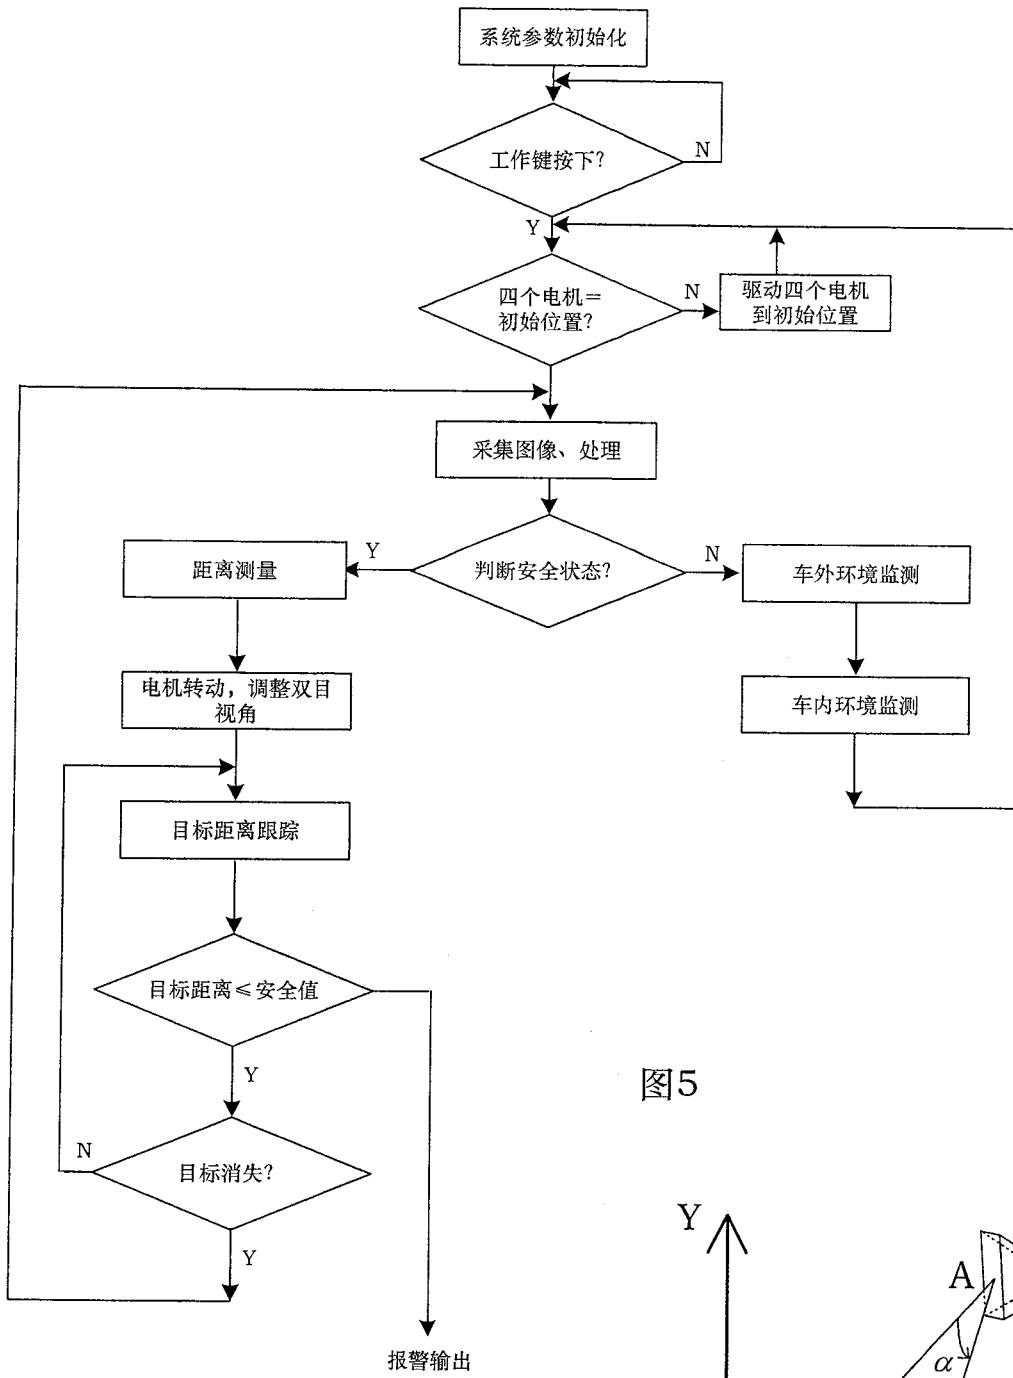 系统参数初始化
工作键按下?
N
Y
四个电机=
初始位置?
N
驱动四个电机
到初始位置
采集图像、处理
判断安全状态?
Y
N
距离测量
车外环境监测
电机转动,调整双目
视角
车内环境监测
目标距离跟踪
目标距离≤安全值
Y
图5
目标消失?
N
Y
报警输出
Y
A
α